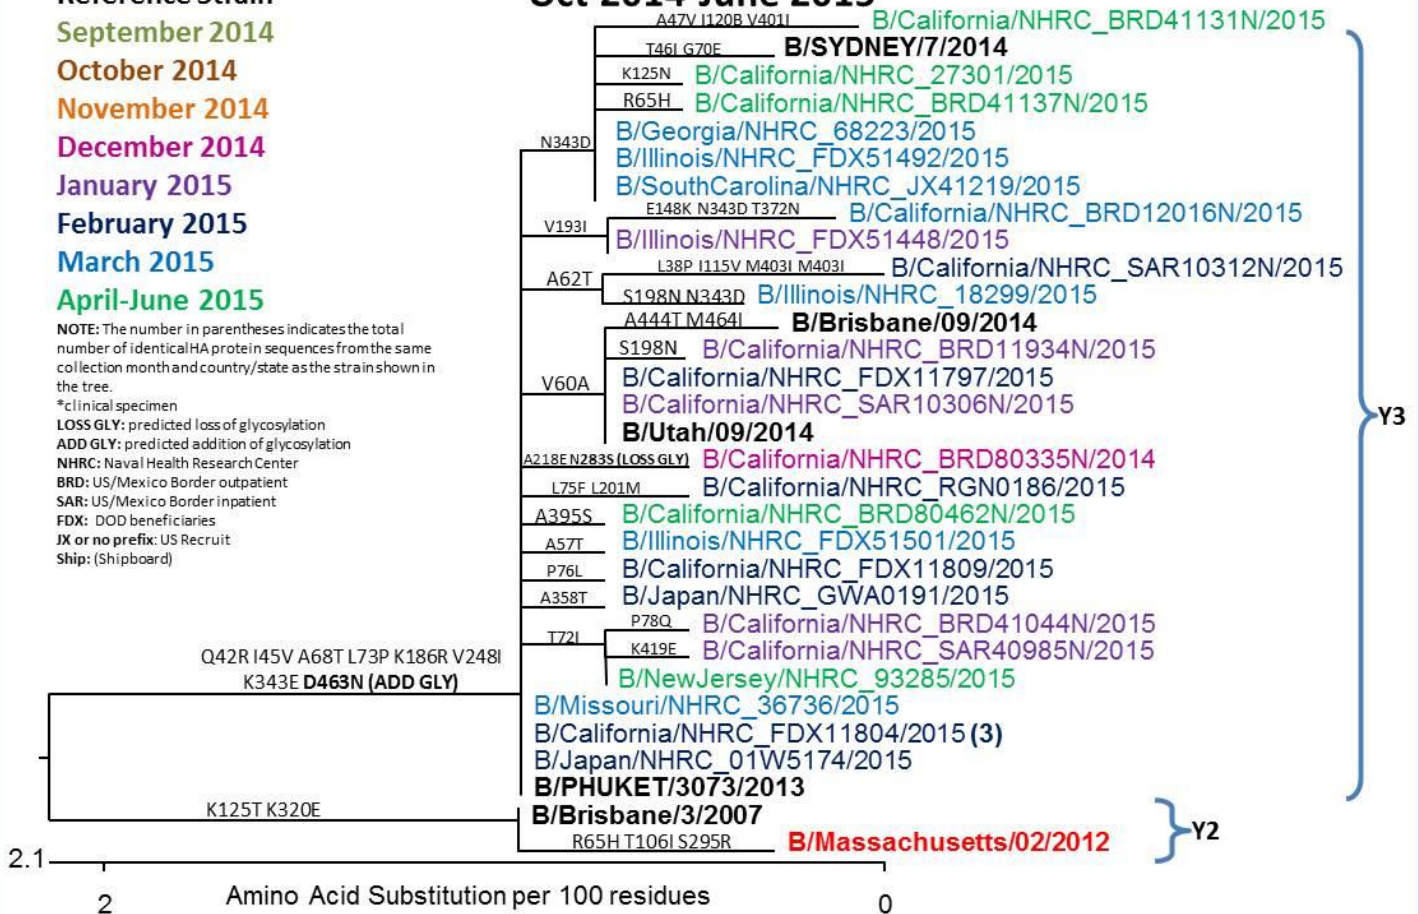 Reference Strain
Oct 2014-June 2015
September 2014
October 2014
November 2014
December 2014
January 2015
February 2015
March 2015
April-June 2015
NOTE: The number in parentheses indicates the total
number of identical HA protein sequences from the same
collection month and country/state as the strain shown in
the tree.
*clinical specimen
LOSS GLY: predicted loss of glycosylation
ADD GLY: predicted addition of glycosylation
NHRC: Naval Health Research Center
BRD: US/Mexico Border outpatient
SAR: US/Mexico Border inpatient
FDX: DOD beneficiaries
JX or no prefix: US Recruit
Ship: (Shipboard)
A47V I120B V401I B/California/NHRC_BRD41131N/2015
T46I G70E B/SYDNEY/7/2014
K125N B/California/NHRC_27301/2015
R65H B/California/NHRC_BRD41137N/2015
B/Georgia/NHRC_68223/2015
N343D
B/Illinois/NHRC_FDX51492/2015
B/SouthCarolina/NHRC_JX41219/2015
E148K N343D T372N B/California/NHRC_BRD12016N/2015
V193I
B/Illinois/NHRC_FDX51448/2015
L38P I115V M403I M403I B/California/NHRC_SAR10312N/2015
A62T
S198N N343D B/Illinois/NHRC_18299/2015
A444T M464I B/Brisbane/09/2014
S198N B/California/NHRC_BRD11934N/2015
V60A
B/California/NHRC_FDX11797/2015
B/California/NHRC_SAR10306N/2015
B/Utah/09/2014
A218E N283S (LOSS GLY) B/California/NHRC_BRD80335N/2014
L75F L201M B/California/NHRC_RGN0186/2015
A395S B/California/NHRC_BRD80462N/2015
A57T B/Illinois/NHRC_FDX51501/2015
P76L B/California/NHRC_FDX11809/2015
A358T B/Japan/NHRC_GWA0191/2015
T72I
P78Q B/California/NHRC_BRD41044N/2015
K419E B/California/NHRC_SAR40985N/2015
B/NewJersey/NHRC_93285/2015
Q42R I45V A68T L73P K186R V248I
K343E D463N (ADD GLY)
B/Missouri/NHRC_36736/2015
B/California/NHRC_FDX11804/2015 (3)
B/Japan/NHRC_01W5174/2015
B/PHUKET/3073/2013
Y3
K125T K320E
B/Brisbane/3/2007
R65H T106I S295R B/Massachusetts/02/2012
Y2
2.1
2 Amino Acid Substitution per 100 residues 0